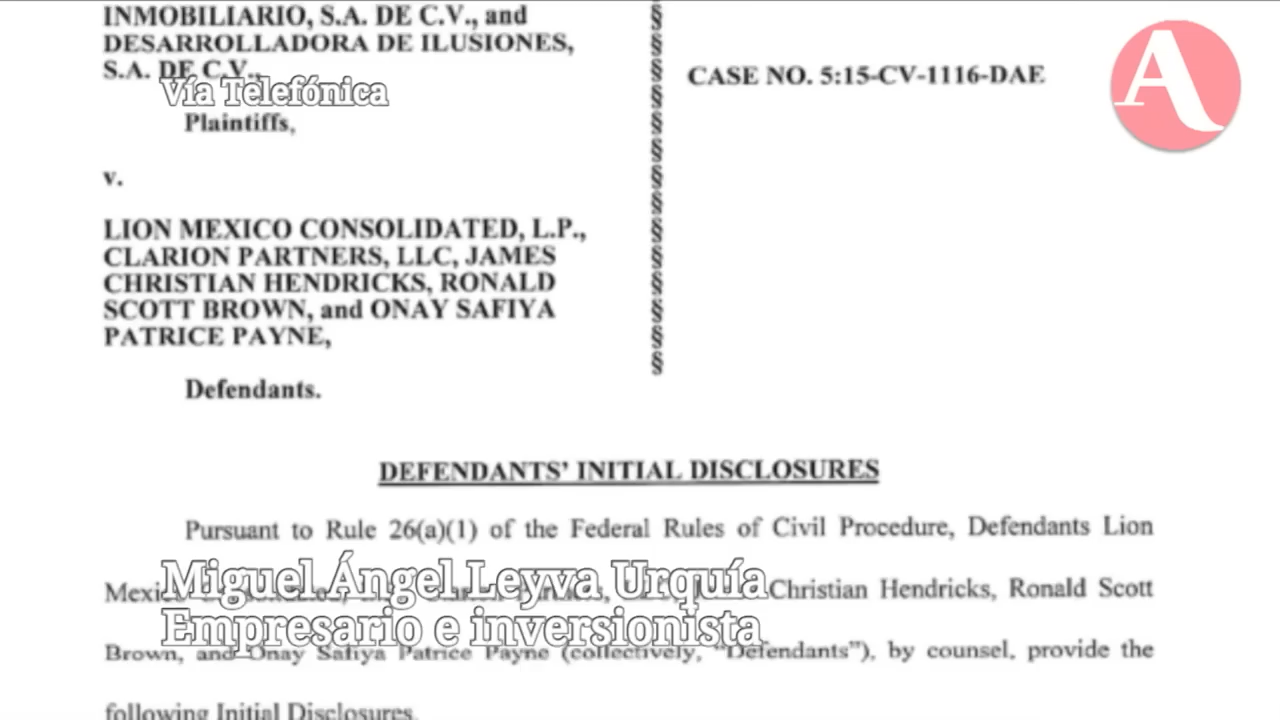 INMOBILIARIO, S.A. DE C.V., and
DESARROLLADORA DE ILUSIONES,
S.A. DE C.V.,
Vía Telefónica
Plaintiffs,
v.
LION MEXICO CONSOLIDATED, L.P.,
CLARION PARTNERS, LLC, JAMES
CHRISTIAN HENDRICKS, RONALD
SCOTT BROWN, and ONAY SAFIYA
PATRICE PAYNE,
Defendants.
§
§
§
§
§
§
§
§
§
§
§
§
§
§
CASE NO. 5:15-CV-1116-DAE
A
DEFENDANTS' INITIAL DISCLOSURES
Pursuant to Rule 26(a)(1) of the Federal Rules of Civil Procedure, Defendants Lion
Christian Hendricks, Ronald Scott
Miguel Ángel Leyva Urquía
Empresario e inversionista
Brown, and Onay Safiya Patrice Payne (collectively, "Defendants"), by counsel, provide the
following Initial Disclosures.